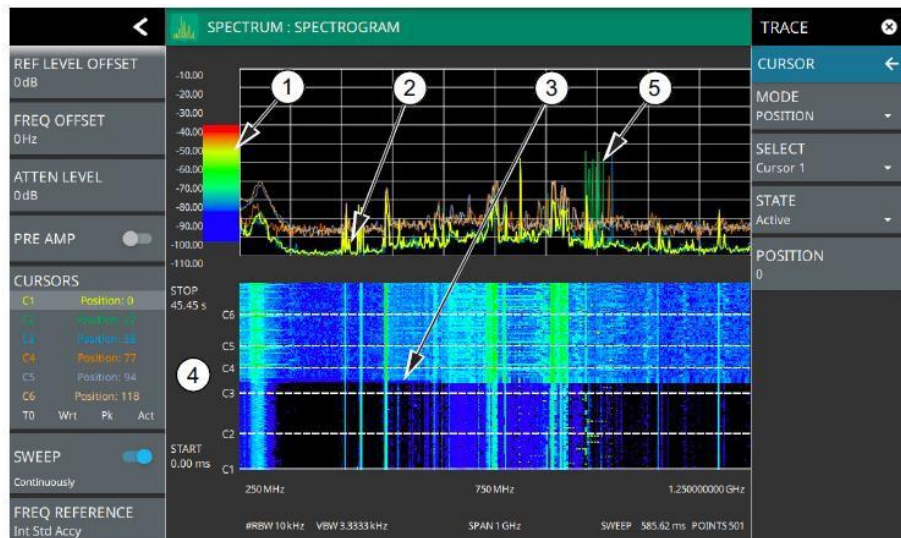 SPECTRUM : SPECTROGRAM
REF LEVEL OFFSET
0dB
FREQ OFFSET
0Hz
ATTEN LEVEL
0dB
PRE AMP
CURSORS
C1 Position: 0
C4 Position: 77
C5 Position: 94
C6 Position: 118
T0 Wrt Pk Act
SWEEP
Continuously
FREQ REFERENCE
Int Std Accy
-10.00
-20.00
-30.00
-40.00
-50.00
-60.00
-70.00
-80.00
-90.00
-100.00
-110.00
1
2
3
5
STOP
45.45 s
4
START
0.00 ms
C6
C5
C4
C3
C2
C1
250 MHz 750 MHz 1.250000000 GHz
#RBW 10 kHz VBW 3.3333 kHz SPAN 1 GHz SWEEP 585.62 ms POINTS 501
TRACE
CURSOR
MODE
POSITION
SELECT
Cursor 1
STATE
Active
POSITION
0